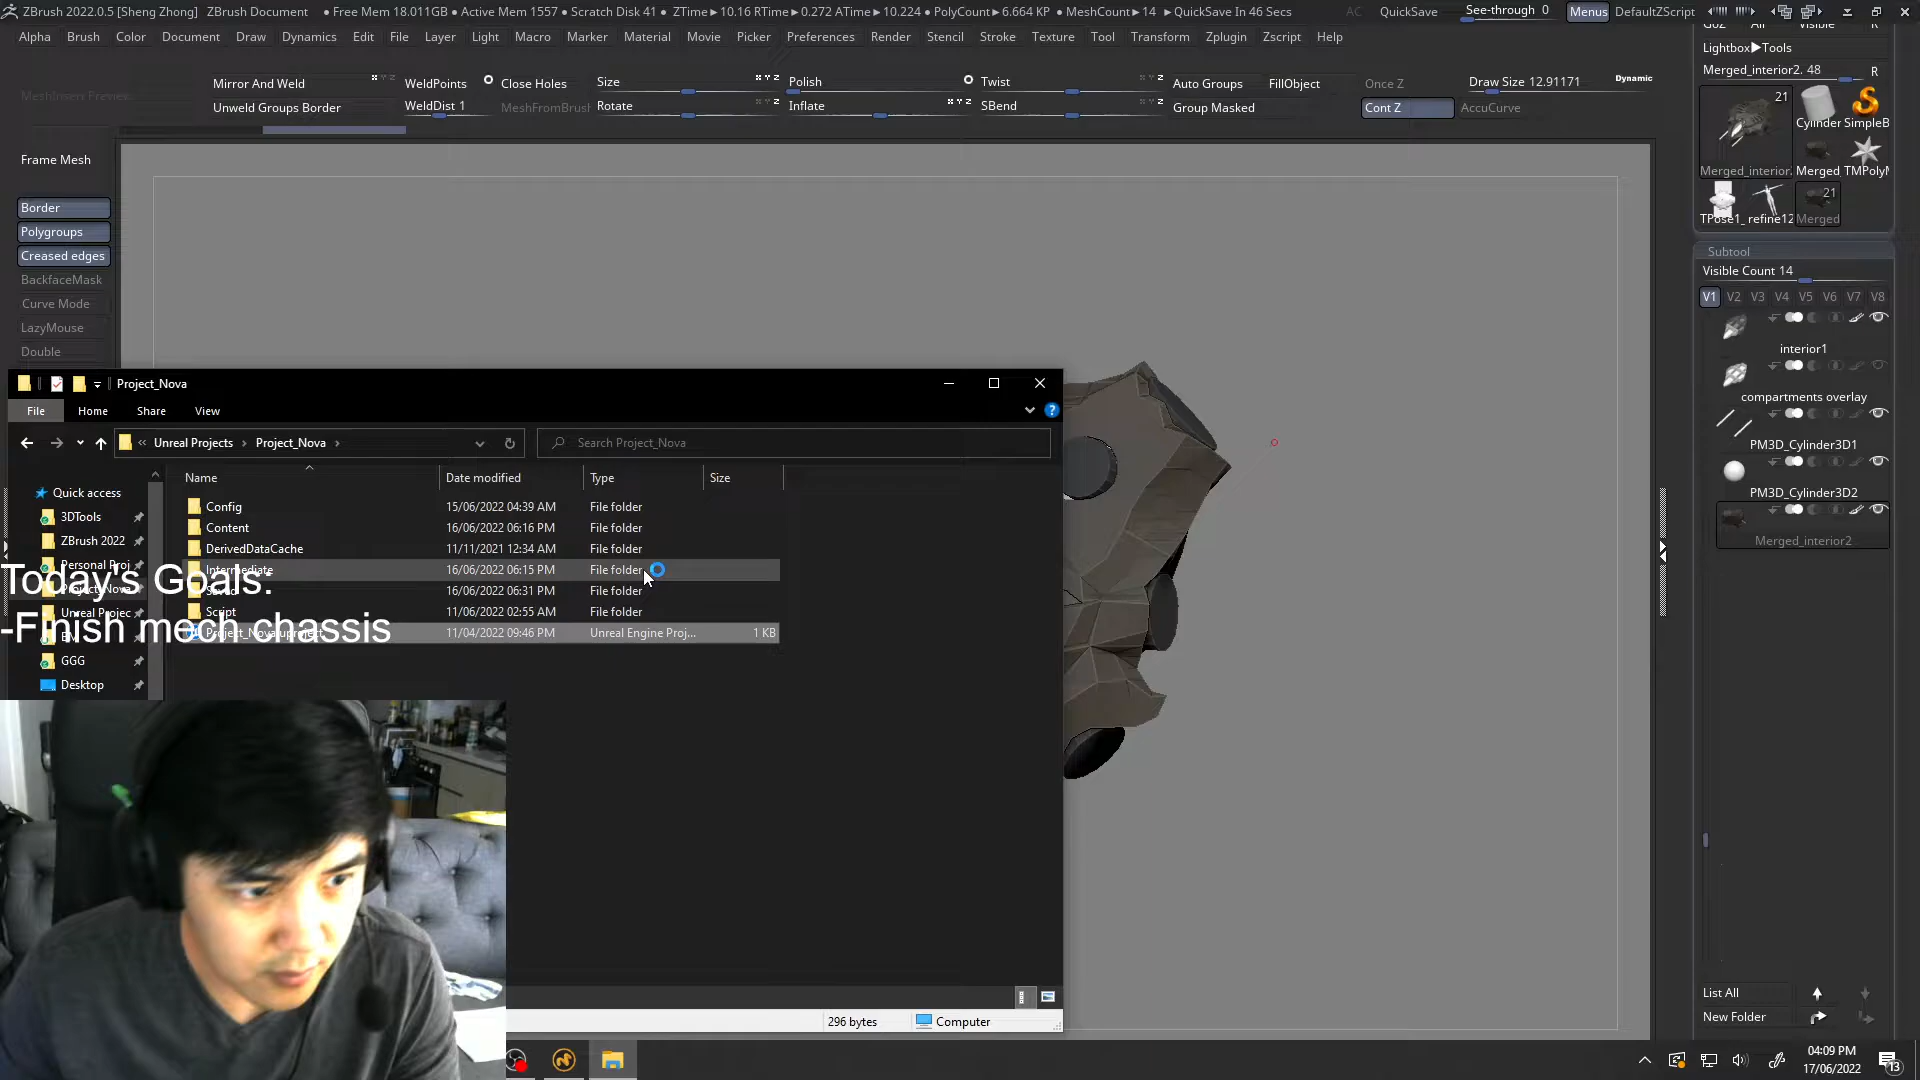 ZBrush 2022.0.5 [Sheng Zhong] ZBrush Document ● Free Mem 18.011GB ● Active Mem 1557 ● Scratch Disk 41 ● ZTime►10.16 RTime►0.272 ATime►10.224 ● PolyCount►6.664 KP ● MeshCount►14 ►QuickSave In 46 Secs AC QuickSave See-through 0 Menus DefaultZScript
Alpha Brush Color Document Draw Dynamics Edit File Layer Light Macro Marker Material Movie Picker Preferences Render Stencil Stroke Texture Tool Transform Zplugin Zscript Help
Lightbox►Tools
Merged_interior2. 48 R
Mirror And Weld WeldPoints Close Holes Size Polish Twist Auto Groups FillObject Once Z Draw Size 12.91171 Dynamic
Unweld Groups Border WeldDist 1 MeshFromBrush Rotate Inflate SBend Group Masked Cont Z AccuCurve
21
Cylinder SimpleB
Merged_interior. Merged_ TMPolyM
21
TPose1_ refine12 Merged
Frame Mesh
Border
Polygroups
Creased edges
BackfaceMask
Curve Mode
LazyMouse
Double
Subtool
Visible Count 14
V1 V2 V3 V4 V5 V6 V7 V8
interior1
compartments overlay
PM3D_Cylinder3D1
PM3D_Cylinder3D2
Merged_interior2
List All
New Folder
Project_Nova
File Home Share View
Unreal Projects › Project_Nova ›
Search Project_Nova
Name Date modified Type Size
Quick access
3DTools
ZBrush 2022
Personal Proj
Unreal Projec
GGG
Desktop
Config 15/06/2022 04:39 AM File folder
Content 16/06/2022 06:16 PM File folder
DerivedDataCache 11/11/2021 12:34 AM File folder
Intermediate 16/06/2022 06:15 PM File folder
16/06/2022 06:31 PM File folder
Script 11/06/2022 02:55 AM File folder
11/04/2022 09:46 PM Unreal Engine Proj... 1 KB
Today's Goals:
-Finish mech chassis
296 bytes Computer
04:09 PM
17/06/2022
13